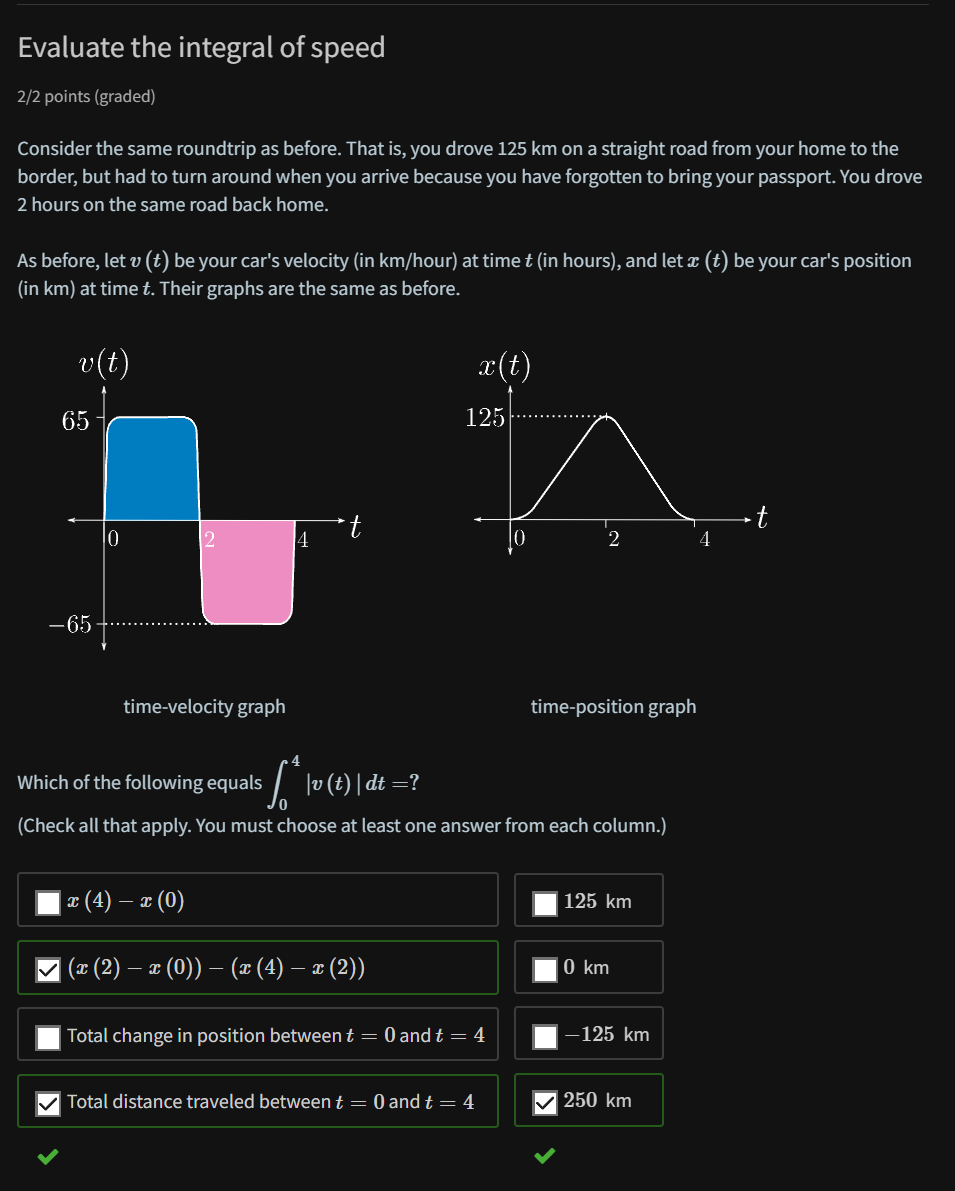 Evaluate the integral of speed
2/2 points (graded)
Consider the same roundtrip as before. That is, you drove 125 km on a straight road from your home to the
border, but had to turn around when you arrive because you have forgotten to bring your passport. You drove
2 hours on the same road back home.
As before, let v (t) be your car's velocity (in km/hour) at time t (in hours), and let x (t) be your car's position
(in km) at time t. Their graphs are the same as before.
v(t)
65
0
2
4
t
−65
time-velocity graph
x(t)
125
0
2
4
t
time-position graph
Which of the following equals ∫₀⁴ |v (t) | dt =?
(Check all that apply. You must choose at least one answer from each column.)
x (4) − x (0)
125 km
(x (2) − x (0)) − (x (4) − x (2))
0 km
Total change in position between t = 0 and t = 4
−125 km
Total distance traveled between t = 0 and t = 4
250 km